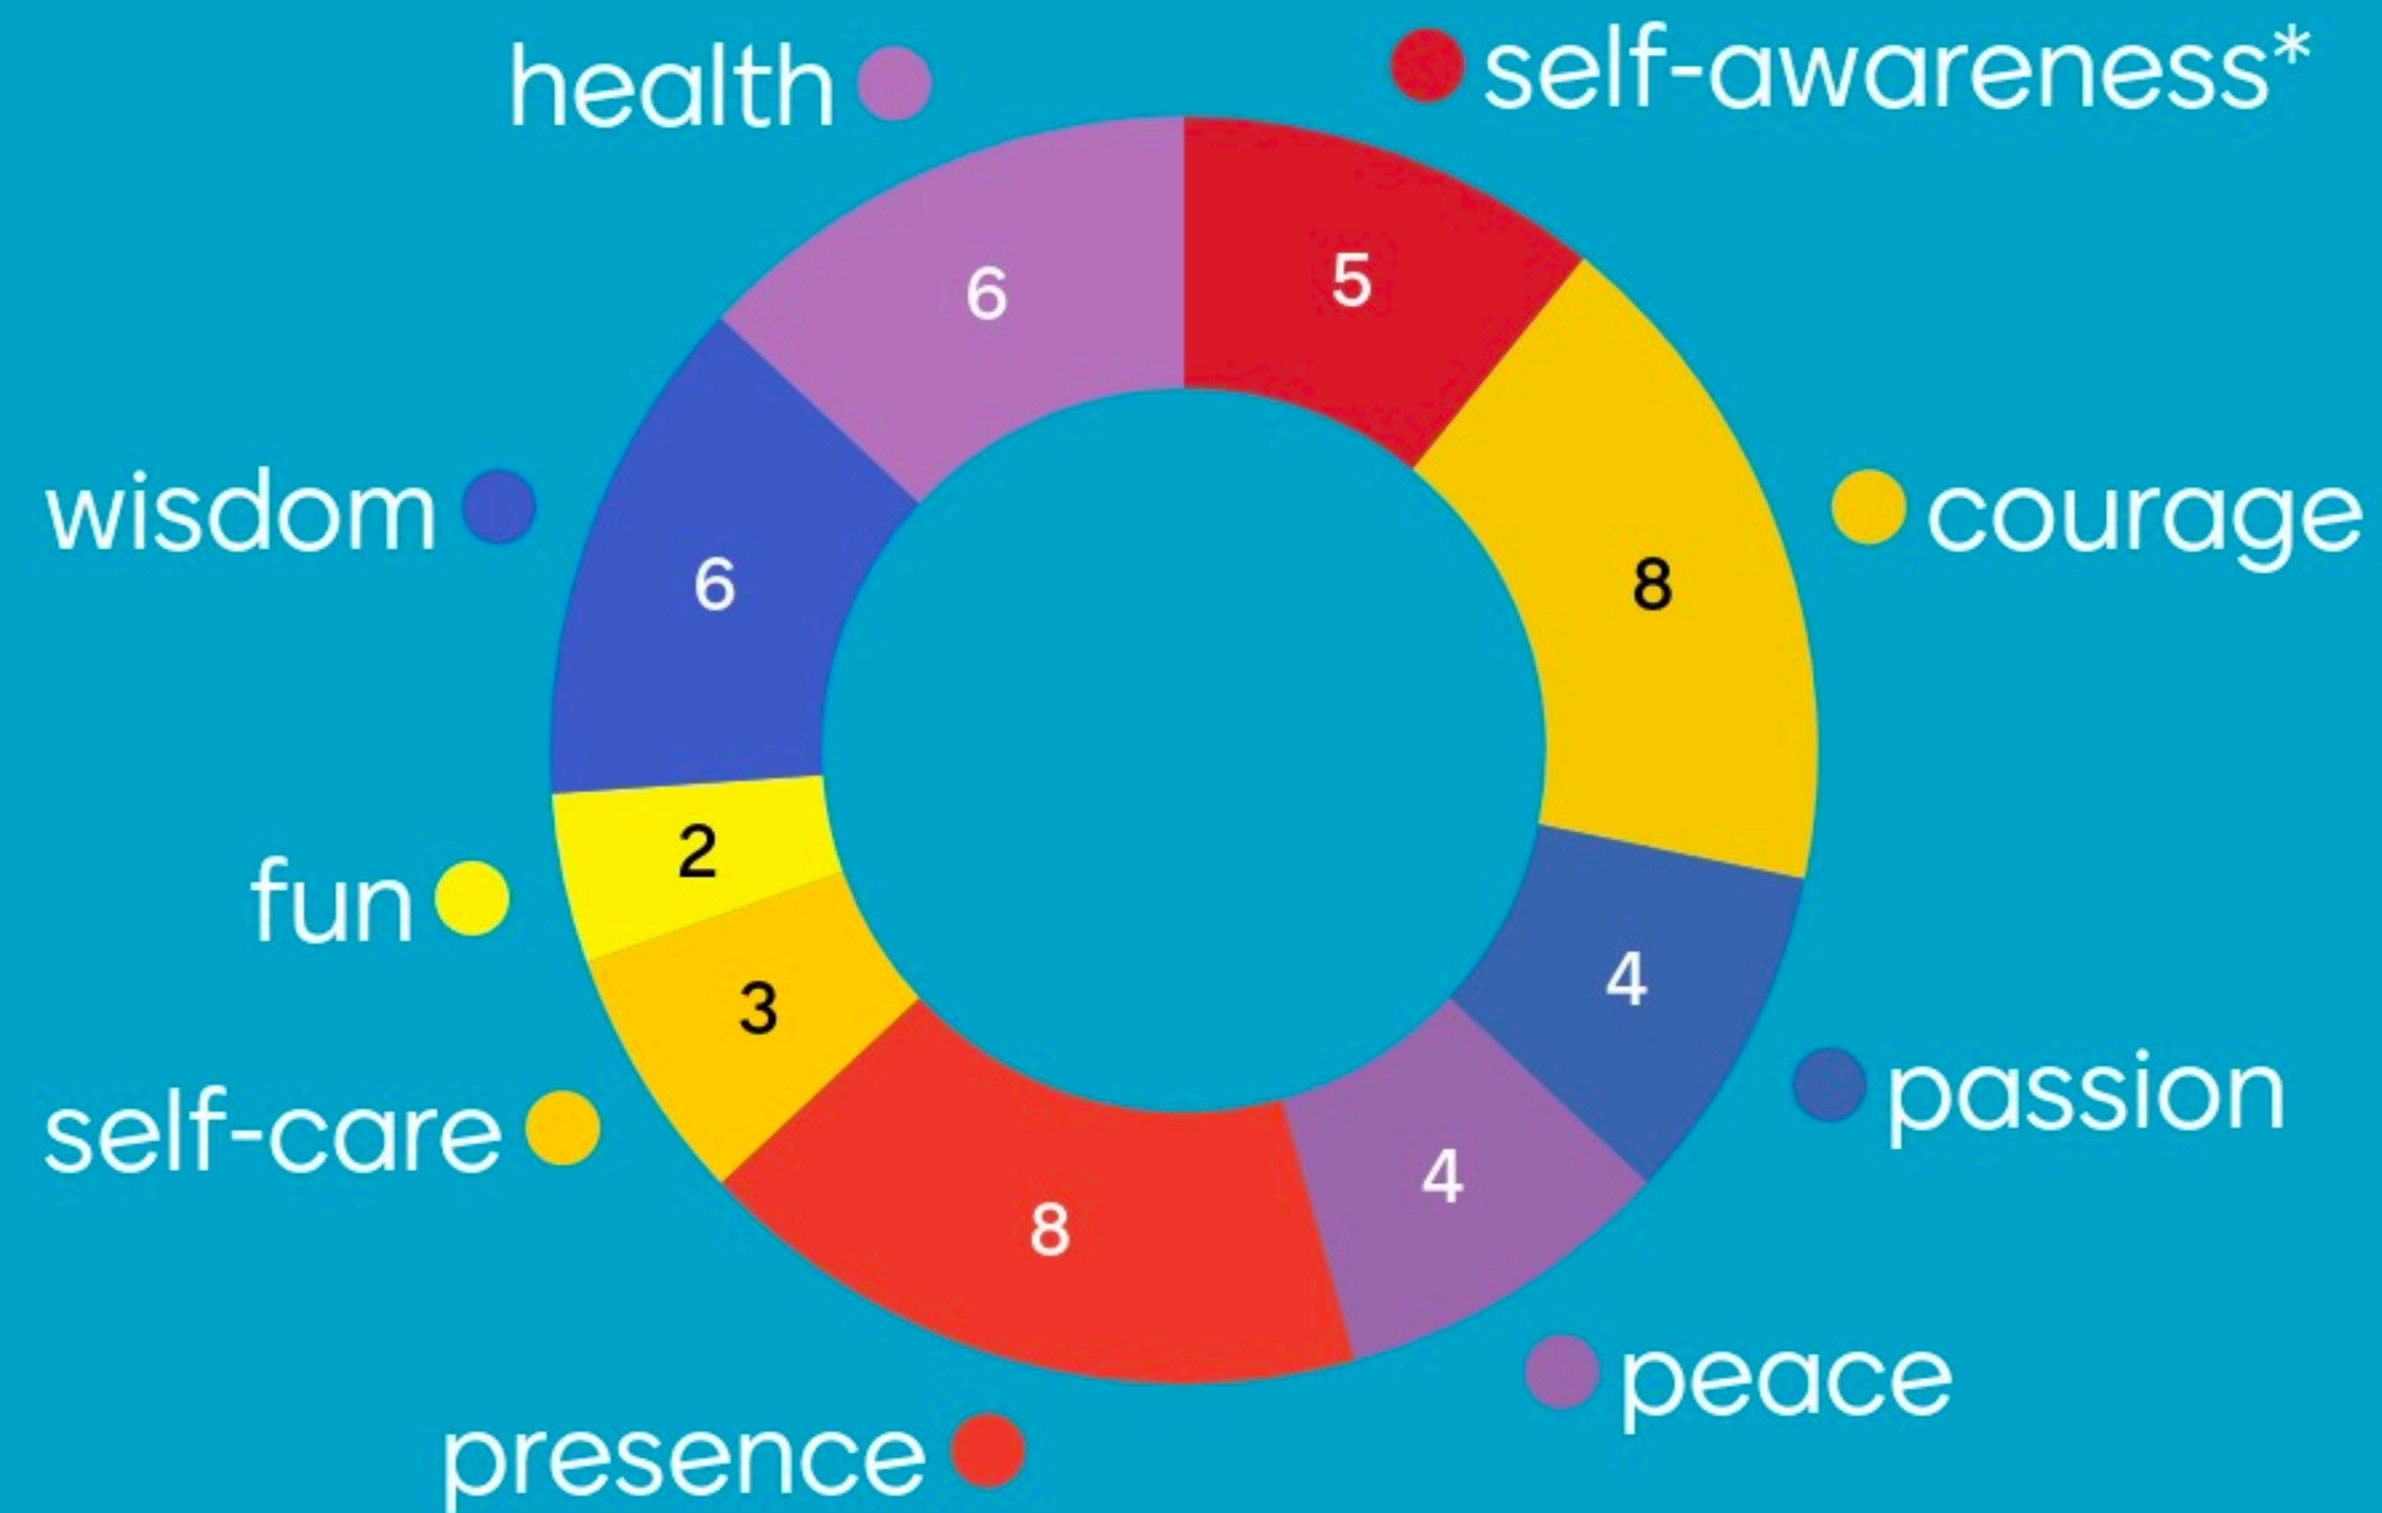 health
self-awareness*
6
5
wisdom
courage
6
8
fun
2
4
3
self-care
passion
8
4
peace
presence